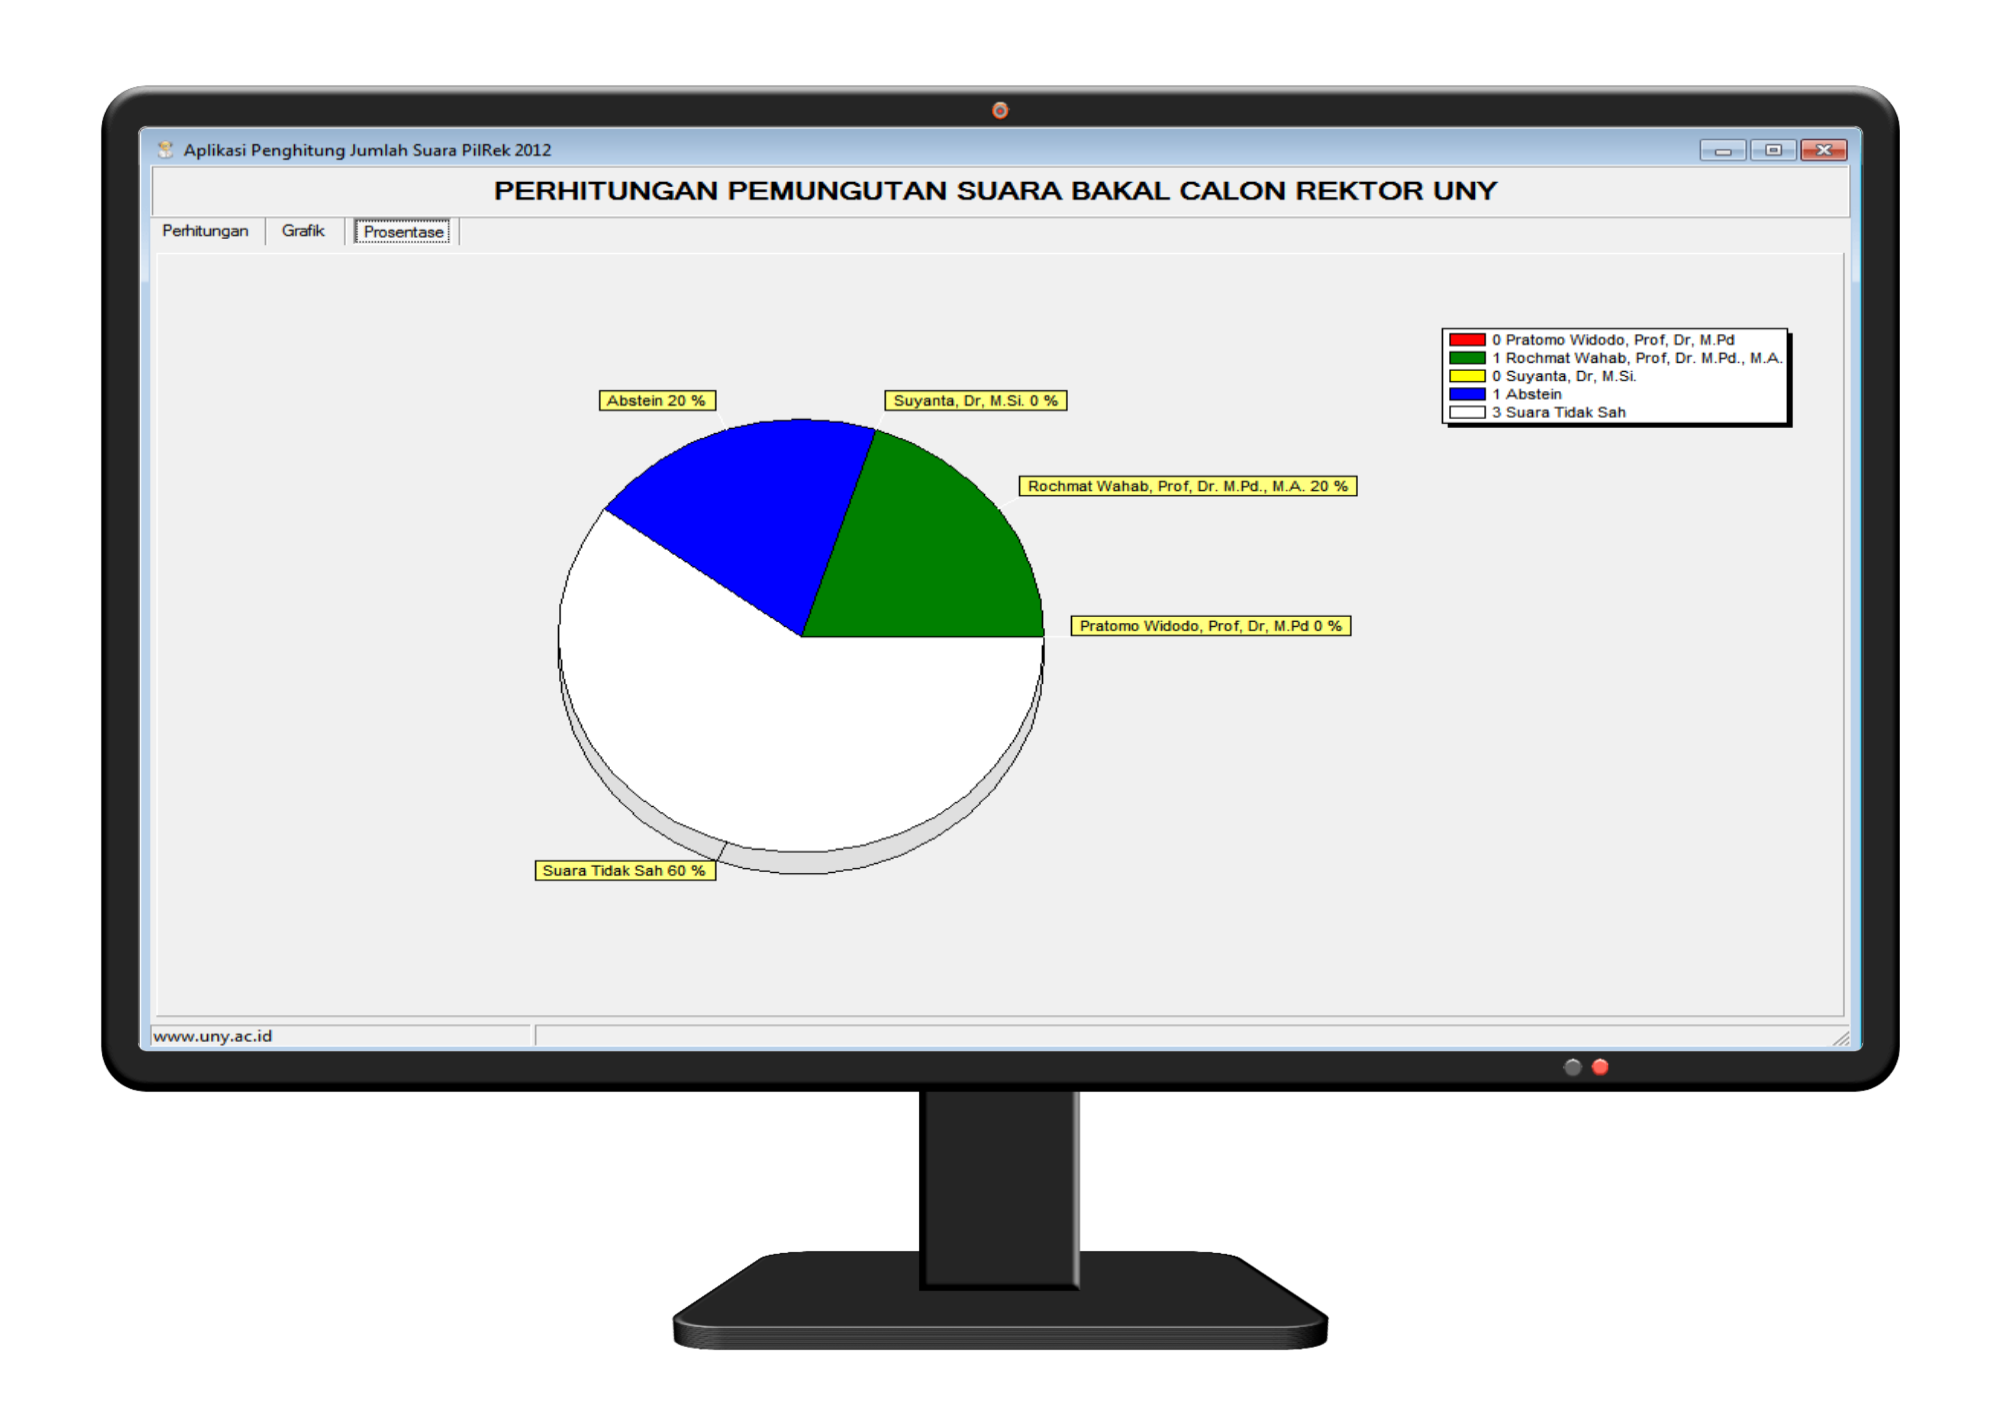 Aplikasi Penghitung Jumlah Suara PilRek 2012
PERHITUNGAN PEMUNGUTAN SUARA BAKAL CALON REKTOR UNY
Perhitungan Grafik Prosentase
0 Pratomo Widodo, Prof, Dr, M.Pd
1 Rochmat Wahab, Prof, Dr. M.Pd., M.A.
0 Suyanta, Dr, M.Si.
1 Abstein
3 Suara Tidak Sah
Abstein 20 %
Suyanta, Dr, M.Si. 0 %
Rochmat Wahab, Prof, Dr. M.Pd., M.A. 20 %
Pratomo Widodo, Prof, Dr, M.Pd 0 %
Suara Tidak Sah 60 %
www.uny.ac.id